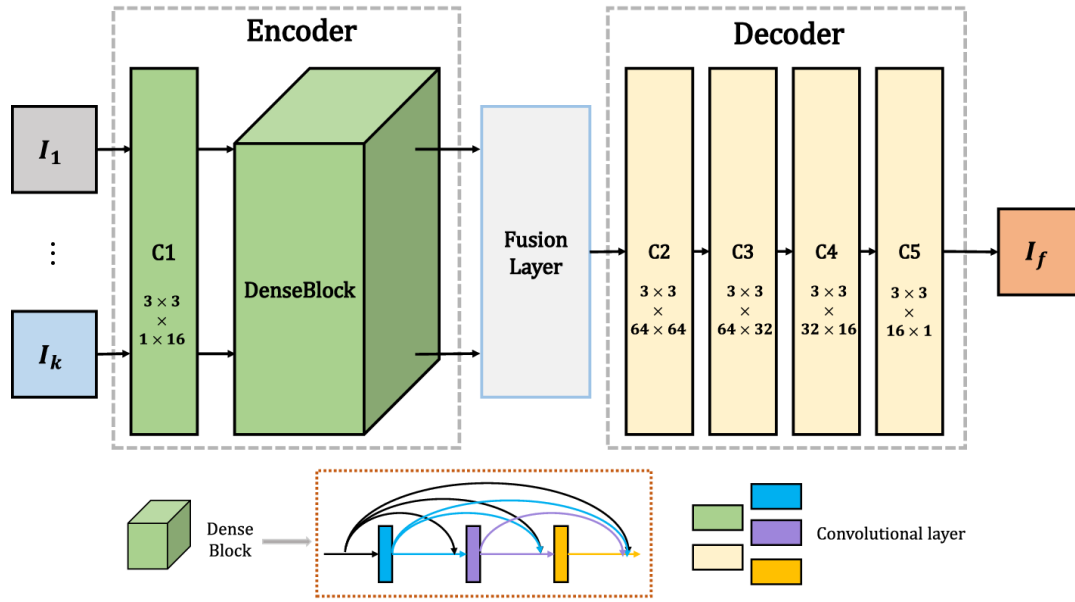 Encoder
Decoder
I₁
⋮
Iₖ
C1
3 × 3
×
1 × 16
DenseBlock
Fusion
Layer
C2
3 × 3
×
64 × 64
C3
3 × 3
×
64 × 32
C4
3 × 3
×
32 × 16
C5
3 × 3
×
16 × 1
I_f
Dense
Block
Convolutional layer